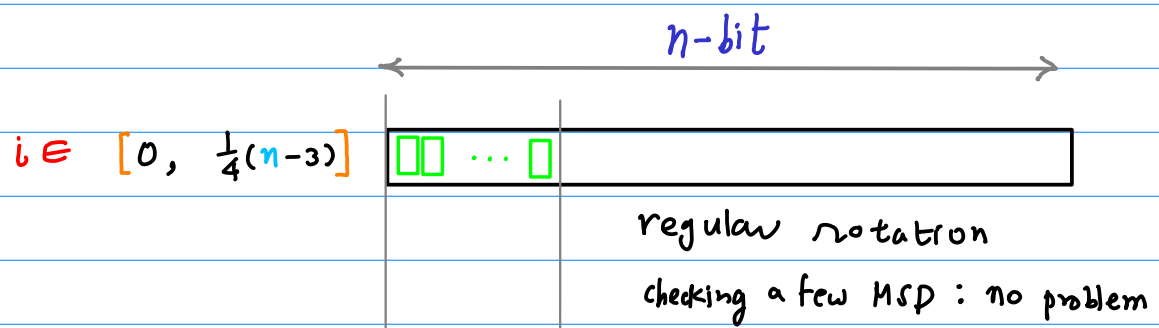 n-bit
i ∈ [0, 1/4(n-3)] ...
regular rotation
checking a few MSD : no problem